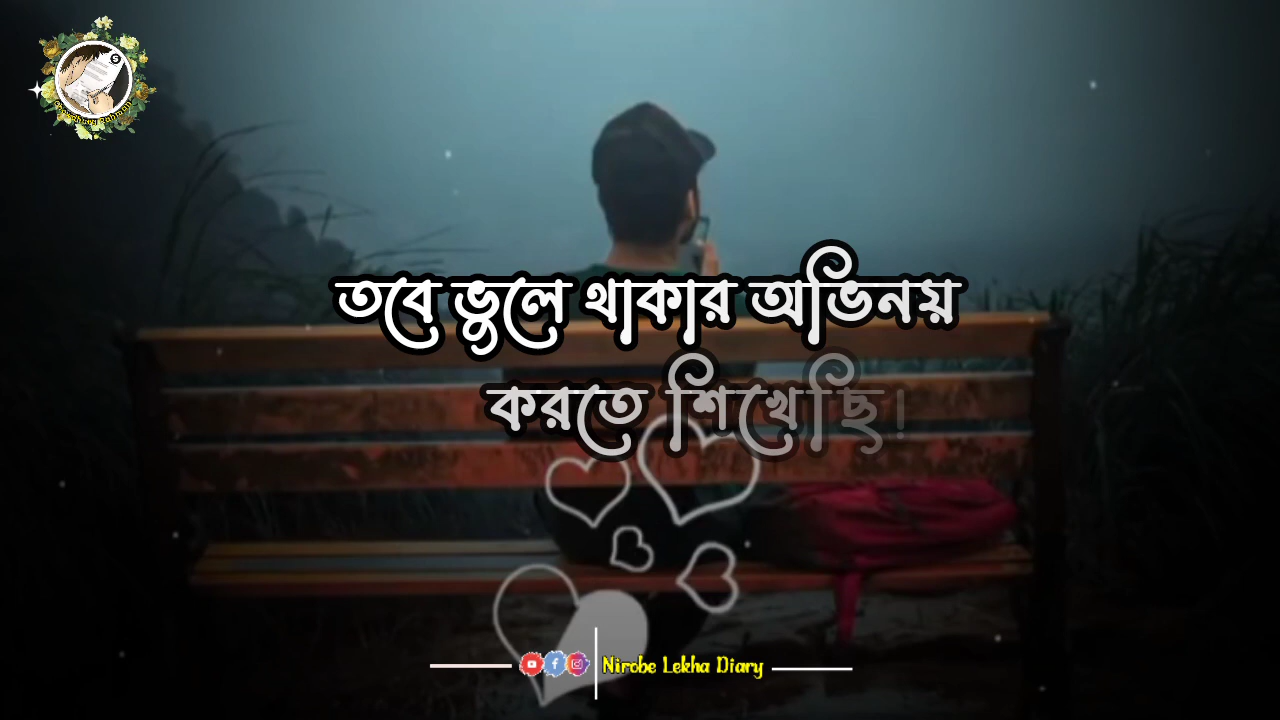 তবে ভুলে থাকার অভিনয়
করতে শিখেছি!
Nirobe Lekha Diary